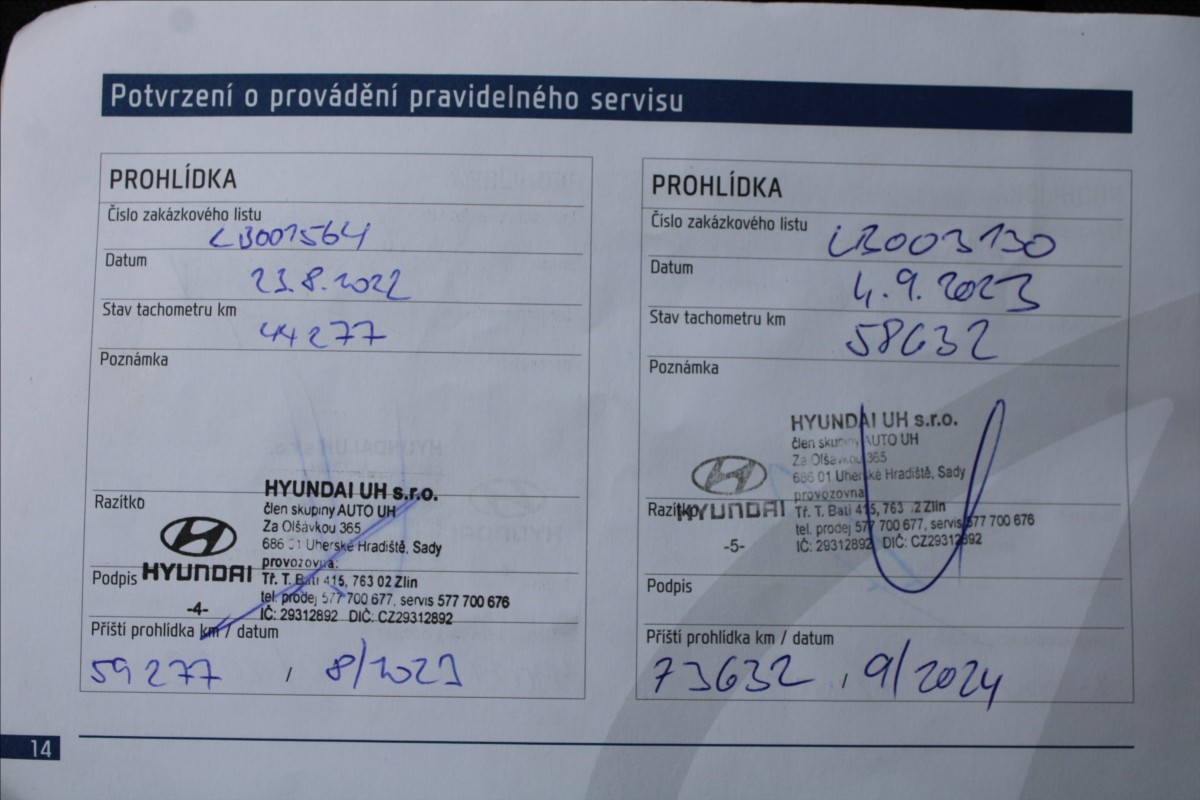 Potvrzení o provádění pravidelného servisu
PROHLÍDKA
Číslo zakázkového listu
LB001564
Datum
23.8.2022
Stav tachometru km
44277
Poznámka
Razítko
HYUNDAI UH s.r.o.
člen skupiny AUTO UH
Za Olšávkou 365
686 01 Uherské Hradiště, Sady
provozovna:
HYUNDAI
Podpis
Tř. T. Bati 415, 763 02 Zlín
tel. prodej 577 700 677, servis 577 700 676
-4-
IČ: 29312892 DIČ: CZ29312892
Příští prohlídka km / datum
59277 / 8/2023
PROHLÍDKA
Číslo zakázkového listu
LB003130
Datum
4.9.2023
Stav tachometru km
58632
Poznámka
HYUNDAI UH s.r.o.
člen skupiny AUTO UH
Za Olšávkou 365
686 01 Uherské Hradiště, Sady
provozovna
Razítko
HYUNDAI
Tř. T. Bati 415, 763 02 Zlín
tel. prodej 577 700 677, servis 577 700 676
-5-
IČ: 29312892 DIČ: CZ29312892
Podpis
Příští prohlídka km / datum
73632 / 9/2024
14